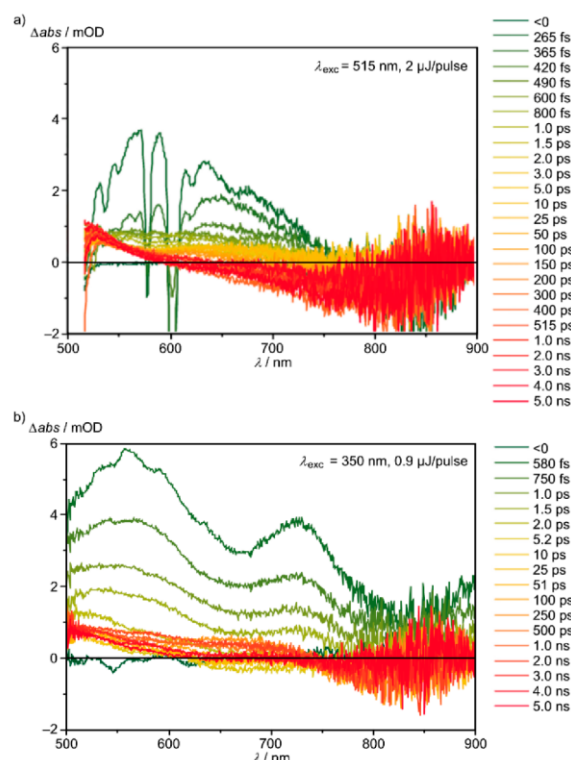 a)
Δabs / mOD
λexc = 515 nm, 2 µJ/pulse
6
4
2
0
−2
500 600 700 800 900
λ / nm
<0
265 fs
365 fs
420 fs
490 fs
600 fs
800 fs
1.0 ps
1.5 ps
2.0 ps
3.0 ps
5.0 ps
10 ps
25 ps
50 ps
100 ps
150 ps
200 ps
300 ps
400 ps
515 ps
1.0 ns
2.0 ns
3.0 ns
4.0 ns
5.0 ns
b)
Δabs / mOD
λexc = 350 nm, 0.9 µJ/pulse
6
4
2
0
−2
500 600 700 800 900
λ / nm
<0
580 fs
750 fs
1.0 ps
1.5 ps
2.0 ps
5.2 ps
10 ps
25 ps
51 ps
100 ps
250 ps
500 ps
1.0 ns
2.0 ns
3.0 ns
4.0 ns
5.0 ns